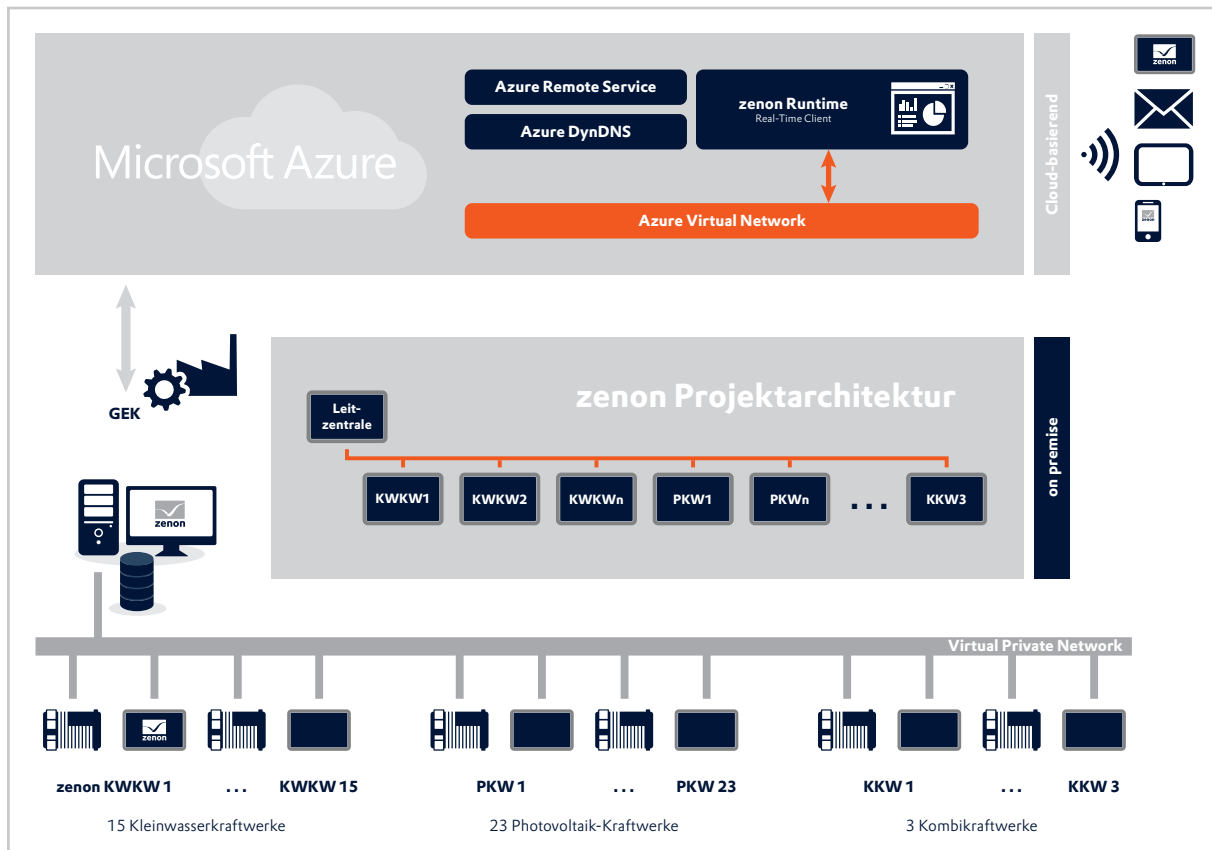 Microsoft Azure
Azure Remote Service
Azure DynDNS
zenon Runtime
Real-Time Client
Azure Virtual Network
Cloud-basierend
zenon
zenon
GEK
zenon Projektarchitektur
Leit-
zentrale
KWKW1
KWKW2
KWKWn
PKW1
PKWn
...
KKW3
on premise
zenon
Virtual Private Network
zenon
zenon KWKW 1
...
KWKW 15
PKW 1
...
PKW 23
KKW 1
...
KKW 3
15 Kleinwasserkraftwerke
23 Photovoltaik-Kraftwerke
3 Kombikraftwerke